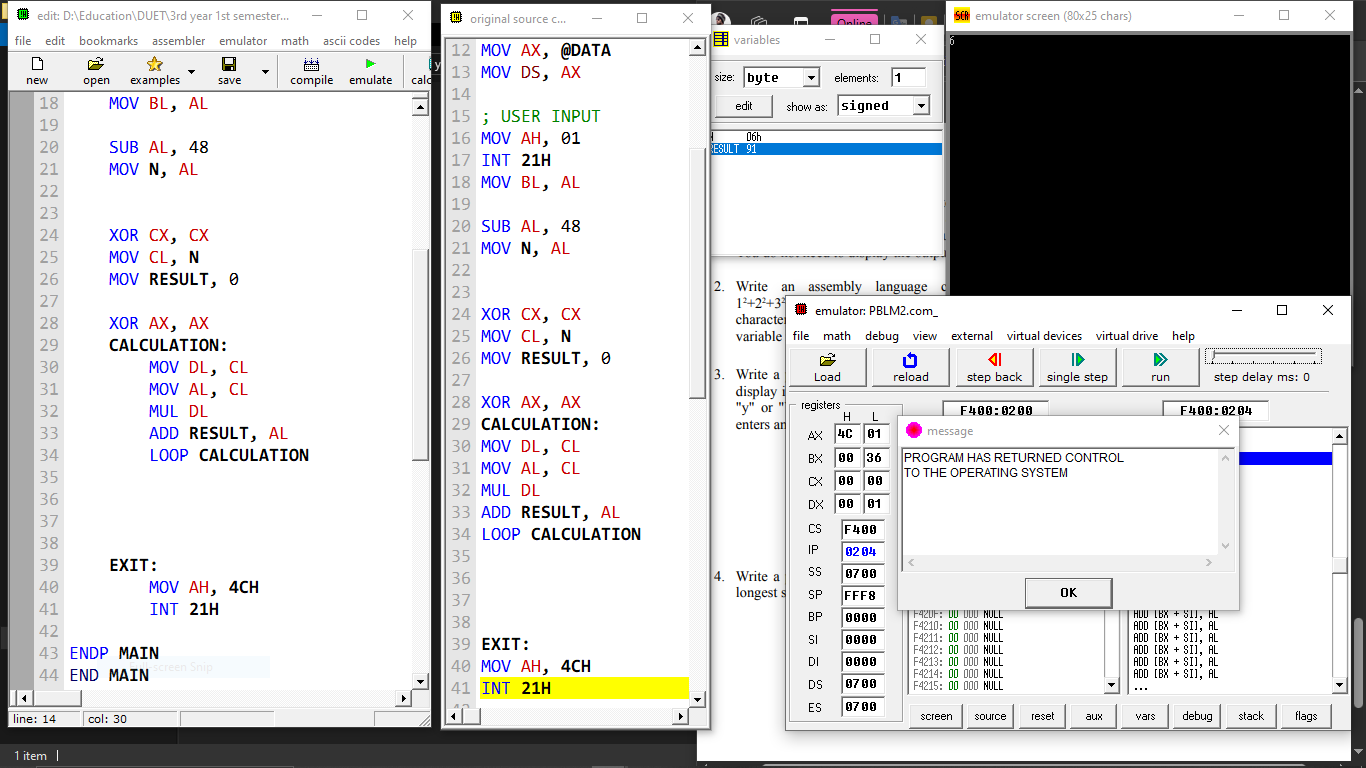 edit: D:\Education\DUET\3rd year 1st semester...
file edit bookmarks assembler emulator math ascii codes help
new open examples save compile emulate calc
18 MOV BL, AL
19
20 SUB AL, 48
21 MOV N, AL
22
23
24 XOR CX, CX
25 MOV CL, N
26 MOV RESULT, 0
27
28 XOR AX, AX
29 CALCULATION:
30 MOV DL, CL
31 MOV AL, CL
32 MUL DL
33 ADD RESULT, AL
34 LOOP CALCULATION
35
36
37
38
39 EXIT:
40 MOV AH, 4CH
41 INT 21H
42
43 ENDP MAIN
44 END MAIN
line: 14 col: 30
1 item
original source c...
12 MOV AX, @DATA
13 MOV DS, AX
14
15 ; USER INPUT
16 MOV AH, 01
17 INT 21H
18 MOV BL, AL
19
20 SUB AL, 48
21 MOV N, AL
22
23
24 XOR CX, CX
25 MOV CL, N
26 MOV RESULT, 0
27
28 XOR AX, AX
29 CALCULATION:
30 MOV DL, CL
31 MOV AL, CL
32 MUL DL
33 ADD RESULT, AL
34 LOOP CALCULATION
35
36
37
38
39 EXIT:
40 MOV AH, 4CH
41 INT 21H
Online
variables
size: byte elements: 1
edit show as: signed
06h
RESULT 91
2. Write an assembly language
1²+2²+3²
character
variable
3. Write a
display i
"y" or "
enters an
4. Write a
longest s
emulator screen (80x25 chars)
6
emulator: PBLM2.com_
file math debug view external virtual devices virtual drive help
Load reload step back single step run step delay ms: 0
registers
F400:0200 F400:0204
H L
AX 4C 01
BX 00 36
CX 00 00
DX 00 01
CS F400
IP 0204
SS 0700
SP FFF8
BP 0000
SI 0000
DI 0000
DS 0700
ES 0700
message
PROGRAM HAS RETURNED CONTROL
TO THE OPERATING SYSTEM
OK
F420F: 00 000 NULL ADD [BX + SI], AL
F4210: 00 000 NULL ADD [BX + SI], AL
F4211: 00 000 NULL ADD [BX + SI], AL
F4212: 00 000 NULL ADD [BX + SI], AL
F4213: 00 000 NULL ADD [BX + SI], AL
F4214: 00 000 NULL ADD [BX + SI], AL
F4215: 00 000 NULL ...
screen source reset aux vars debug stack flags